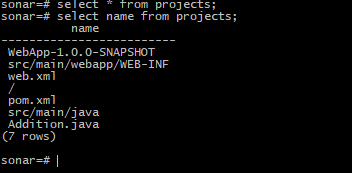 sonar=# select * from projects;
sonar=# select name from projects;
name
-------------------------
WebApp-1.0.0-SNAPSHOT
src/main/webapp/WEB-INF
web.xml
/
pom.xml
src/main/java
Addition.java
(7 rows)
sonar=#